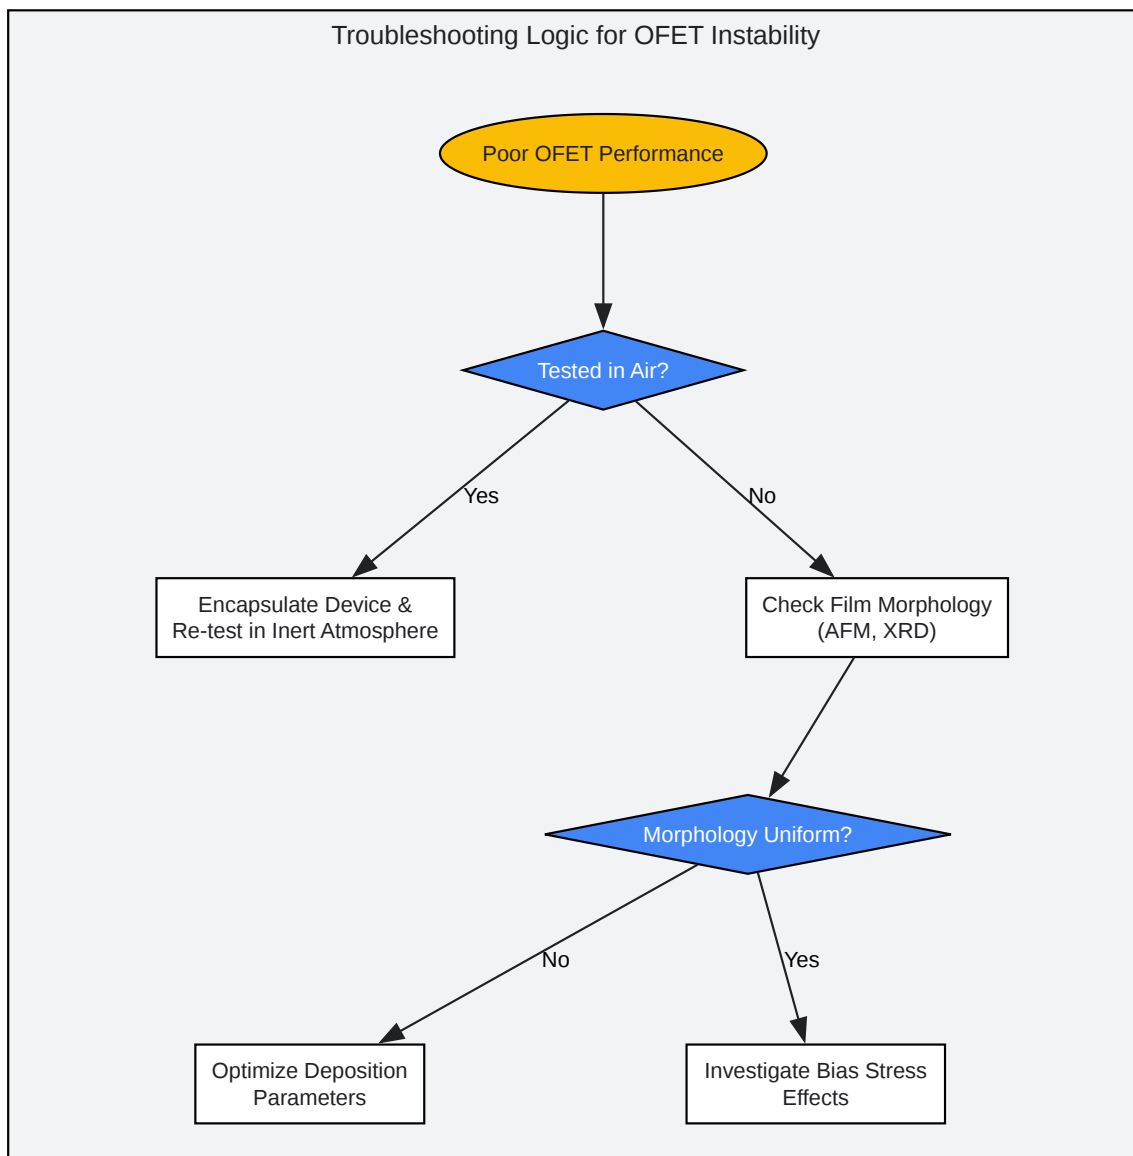 Troubleshooting Logic for OFET Instability
Poor OFET Performance
Tested in Air?
Yes
No
Encapsulate Device &
Re-test in Inert Atmosphere
Check Film Morphology
(AFM, XRD)
Morphology Uniform?
No
Yes
Optimize Deposition
Parameters
Investigate Bias Stress
Effects